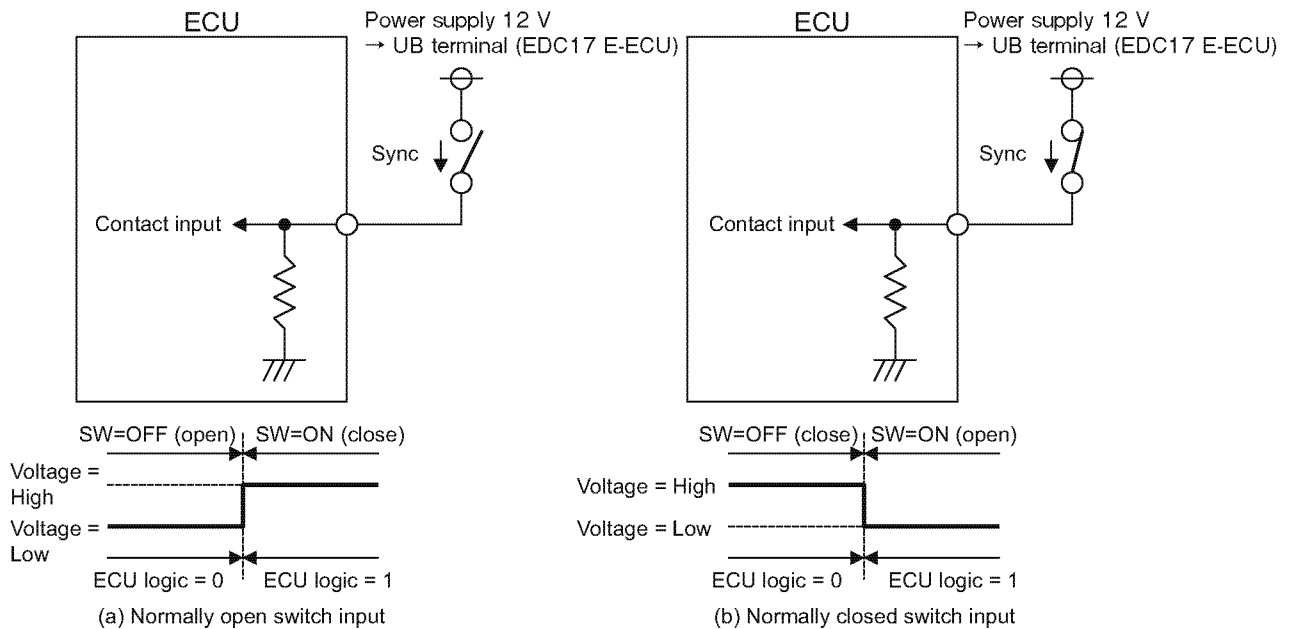 ECU
Power supply 12 V
→ UB terminal (EDC17 E-ECU)
Sync
Contact input
SW=OFF (open)
SW=ON (close)
Voltage =
High
Voltage =
Low
ECU logic = 0
ECU logic = 1
(a) Normally open switch input
ECU
Power supply 12 V
→ UB terminal (EDC17 E-ECU)
Sync
Contact input
SW=OFF (close)
SW=ON (open)
Voltage = High
Voltage = Low
ECU logic = 0
ECU logic = 1
(b) Normally closed switch input